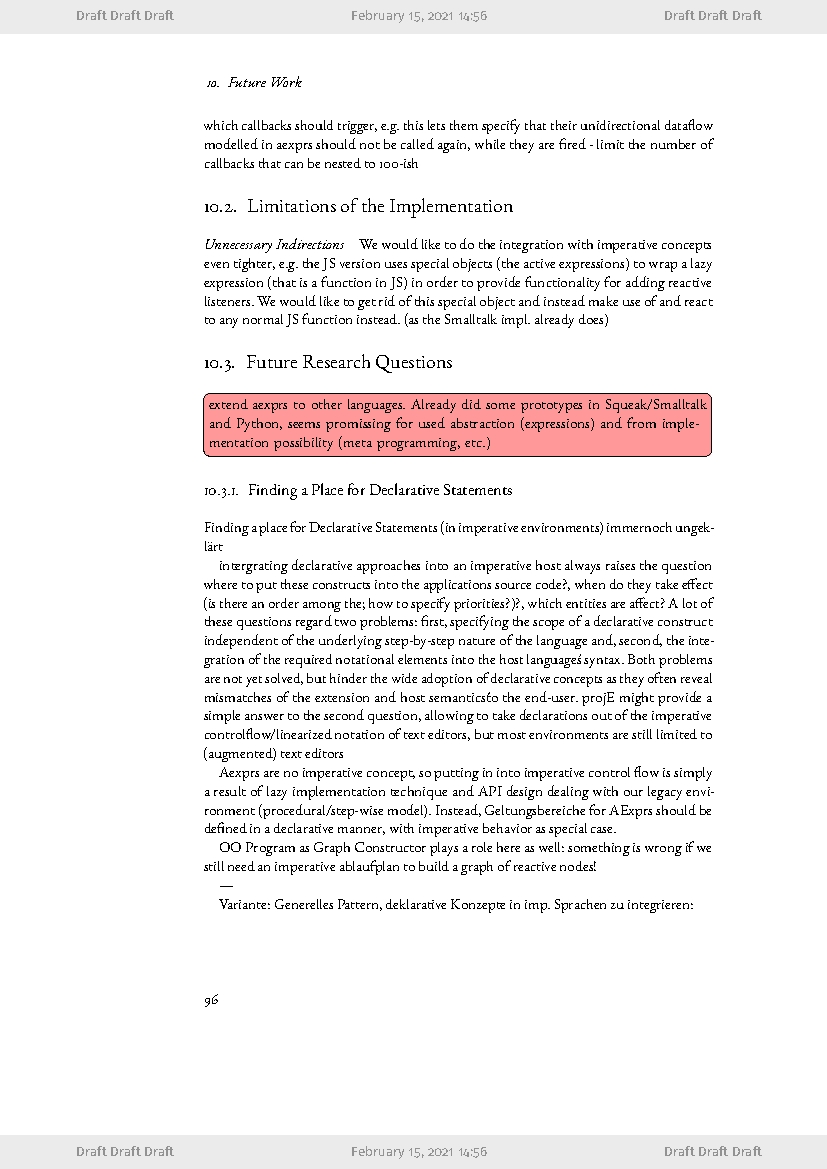 Draft Draft Draft February 15, 2021 14:56 Draft Draft Draft
10. Future Work
which callbacks should trigger, e.g. this lets them specify that their unidirectional dataflow
modelled in aexprs should not be called again, while they are fired - limit the number of
callbacks that can be nested to 100-ish
10.2. Limitations of the Implementation
Unnecessary Indirections We would like to do the integration with imperative concepts
even tighter, e.g. the JS version uses special objects (the active expressions) to wrap a lazy
expression (that is a function in JS) in order to provide functionality for adding reactive
listeners. We would like to get rid of this special object and instead make use of and react
to any normal JS function instead. (as the Smalltalk impl. already does)
10.3. Future Research Questions
extend aexprs to other languages. Already did some prototypes in Squeak/Smalltalk
and Python, seems promissing for used abstraction (expressions) and from imple-
mentation possibility (meta programming, etc.)
10.3.1. Finding a Place for Declarative Statements
Finding a place for Declarative Statements (in imperative environments) immernoch ungek-
lärt
intergrating declarative approaches into an imperative host always raises the question
where to put these constructs into the applications source code?, when do they take effect
(is there an order among the; how to specify priorities?)?, which entities are affect? A lot of
these questions regard two problems: first, specifying the scope of a declarative construct
independent of the underlying step-by-step nature of the language and, second, the inte-
gration of the required notational elements into the host languageś syntax. Both problems
are not yet solved, but hinder the wide adoption of declarative concepts as they often reveal
mismatches of the extension and host semantics t́o the end-user. projE might provide a
simple answer to the second question, allowing to take declarations out of the imperative
controlflow/linearized notation of text editors, but most environments are still limited to
(augmented) text editors
Aexprs are no imperative concept, so putting in into imperative control flow is simply
a result of lazy implementation technique and API design dealing with our legacy envi-
ronment (procedural/step-wise model). Instead, Geltungsbereiche for AExprs should be
defined in a declarative manner, with imperative behavior as special case.
OO Program as Graph Constructor plays a role here as well: something is wrong if we
still need an imperative ablaufplan to build a graph of reactive nodes!
—
Variante: Generelles Pattern, deklarative Konzepte in imp. Sprachen zu integrieren:
96
Draft Draft Draft February 15, 2021 14:56 Draft Draft Draft